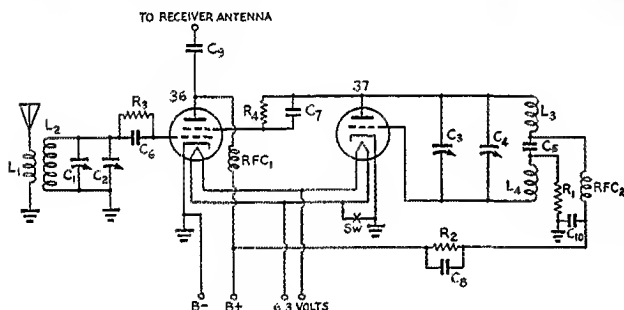 TO RECEIVER ANTENNA
C9
36
37
R3
R4
C7
L3
L2
C6
C3
C4
C5
L1
C1
C2
RFC1
L4
R1
RFC2
SW
C10
R2
C8
B-
B+
6.3 VOLTS